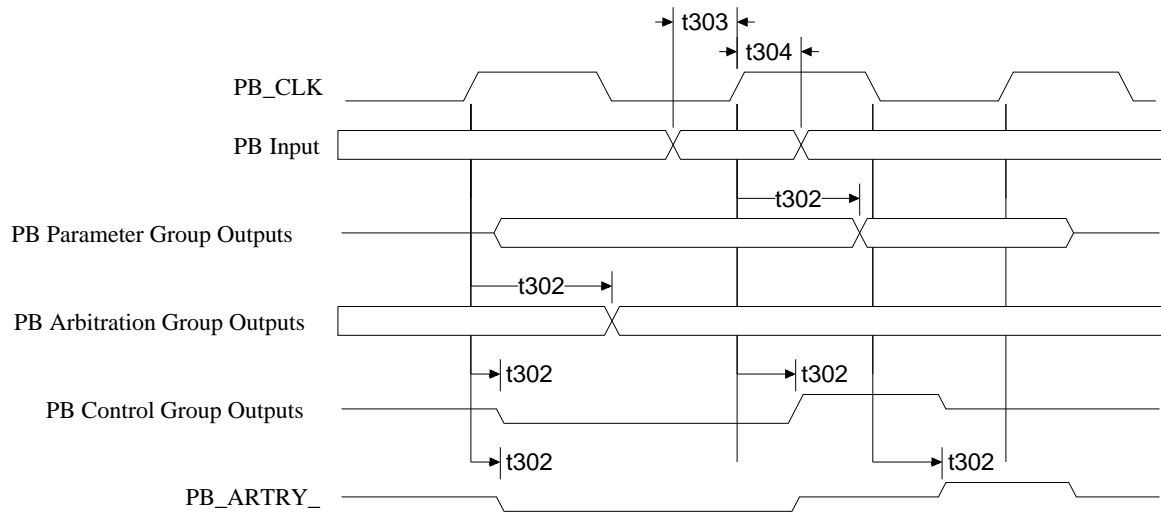 t303
t304
PB_CLK
PB Input
t302
PB Parameter Group Outputs
t302
PB Arbitration Group Outputs
t302 t302
PB Control Group Outputs
t302 t302
PB_ARTRY_